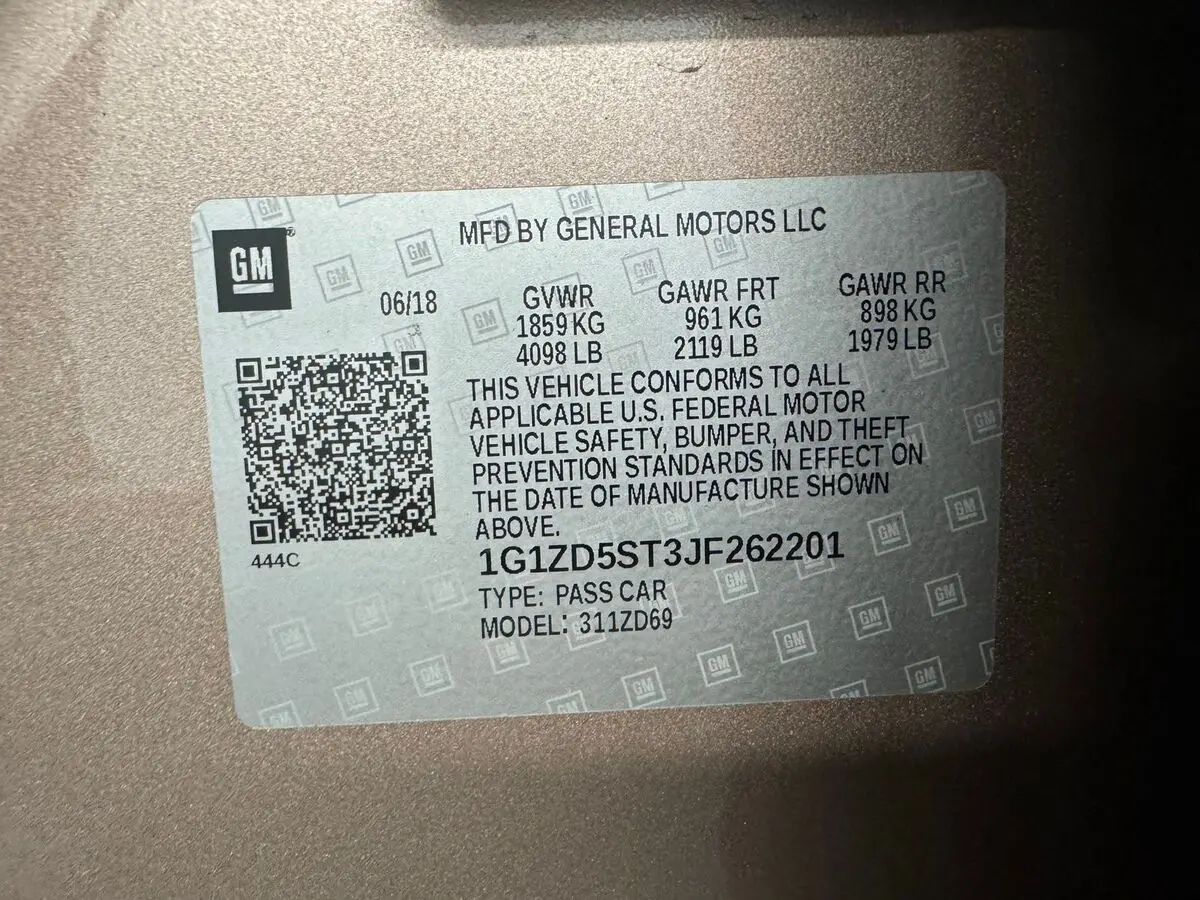 GM
MFD BY GENERAL MOTORS LLC
06/18
GVWR GAWR FRT GAWR RR
1859 KG 961 KG 898 KG
4098 LB 2119 LB 1979 LB
THIS VEHICLE CONFORMS TO ALL
APPLICABLE U.S. FEDERAL MOTOR
VEHICLE SAFETY, BUMPER, AND THEFT
PREVENTION STANDARDS IN EFFECT ON
THE DATE OF MANUFACTURE SHOWN
ABOVE.
444C
1G1ZD5ST3JF262201
TYPE: PASS CAR
MODEL: 311ZD69